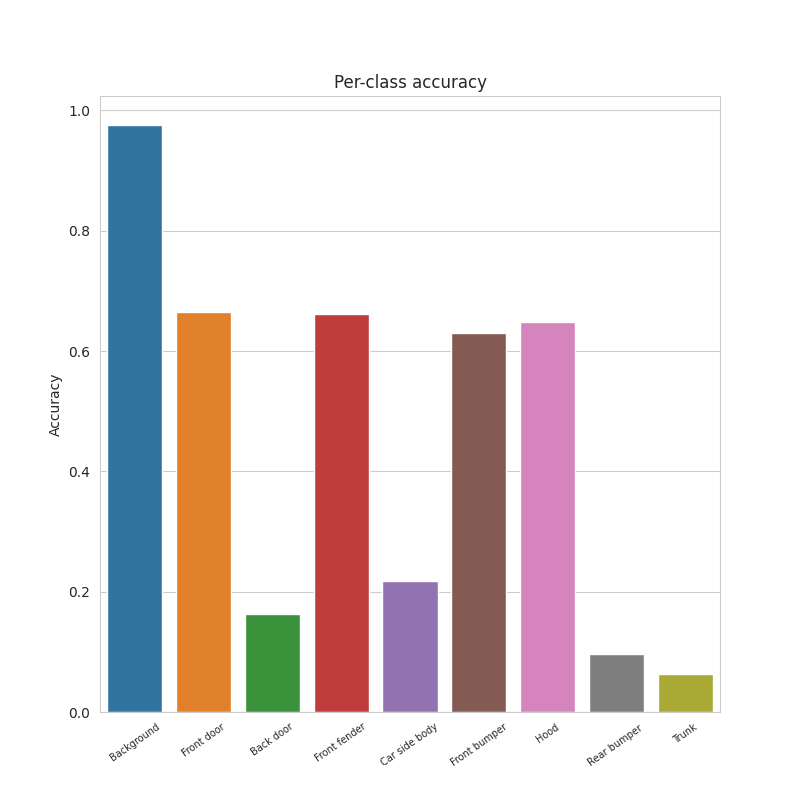 Per-class accuracy
1.0
0.8
0.6
0.4
0.2
0.0
Accuracy
Background
Front door
Back door
Front fender
Car side body
Front bumper
Hood
Rear bumper
Trunk